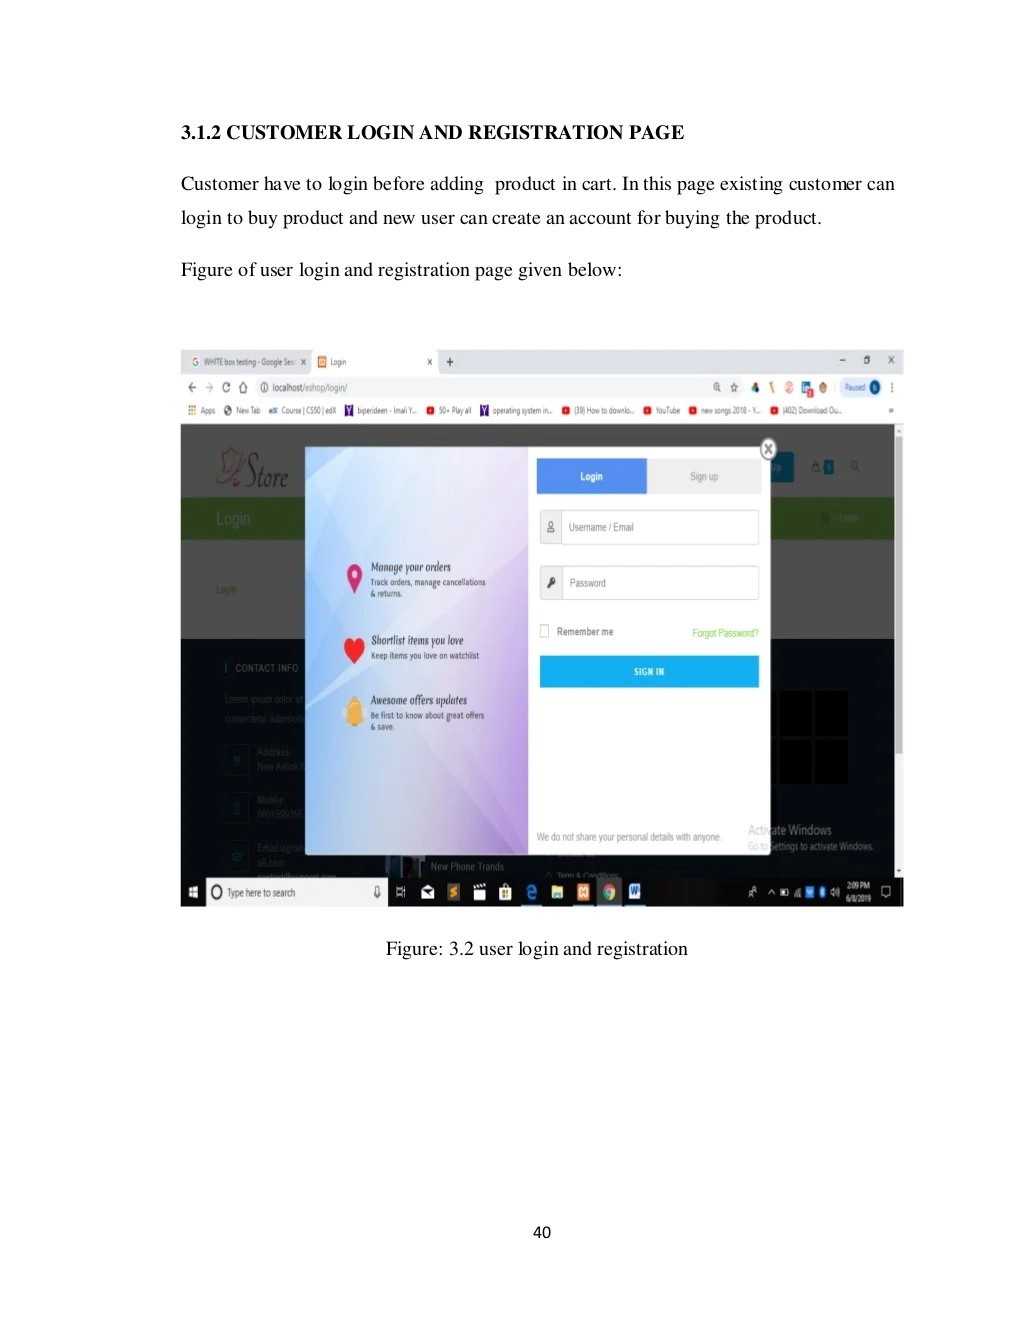 3.1.2 CUSTOMER LOGIN AND REGISTRATION PAGE
Customer have to login before adding product in cart. In this page existing customer can
login to buy product and new user can create an account for buying the product.
Figure of user login and registration page given below:
WHITE box testing - Google Sea
Login
localhost/eshop/login/
Paused
Apps
New Tab
Course | CS50 | edX
biperideen - Imali Y...
50+ Play all
operating system in...
(39) How to downlo...
YouTube
new songs 2018 - Y...
(402) Download Ou...
»
Store
Up
0
Login
Login
Login
Login
Sign up
Username / Email
Password
Remember me
Forgot Password?
SIGN IN
We do not share your personal details with anyone.
Manage your orders
Track orders, manage cancellations
& returns.
Shortlist items you love
Keep items you love on watchlist
Awesome offers updates
Be first to know about great offers
& save.
CONTACT INFO
Lorem ipsum dolor sit
consectetur adipisicing
Address:
New Ashok N
Mobile:
Email:
New Phone Trands
Term & Conditions
Activate Windows
Go to Settings to activate Windows.
Type here to search
2:09 PM
6/8/2019
Figure: 3.2 user login and registration
40